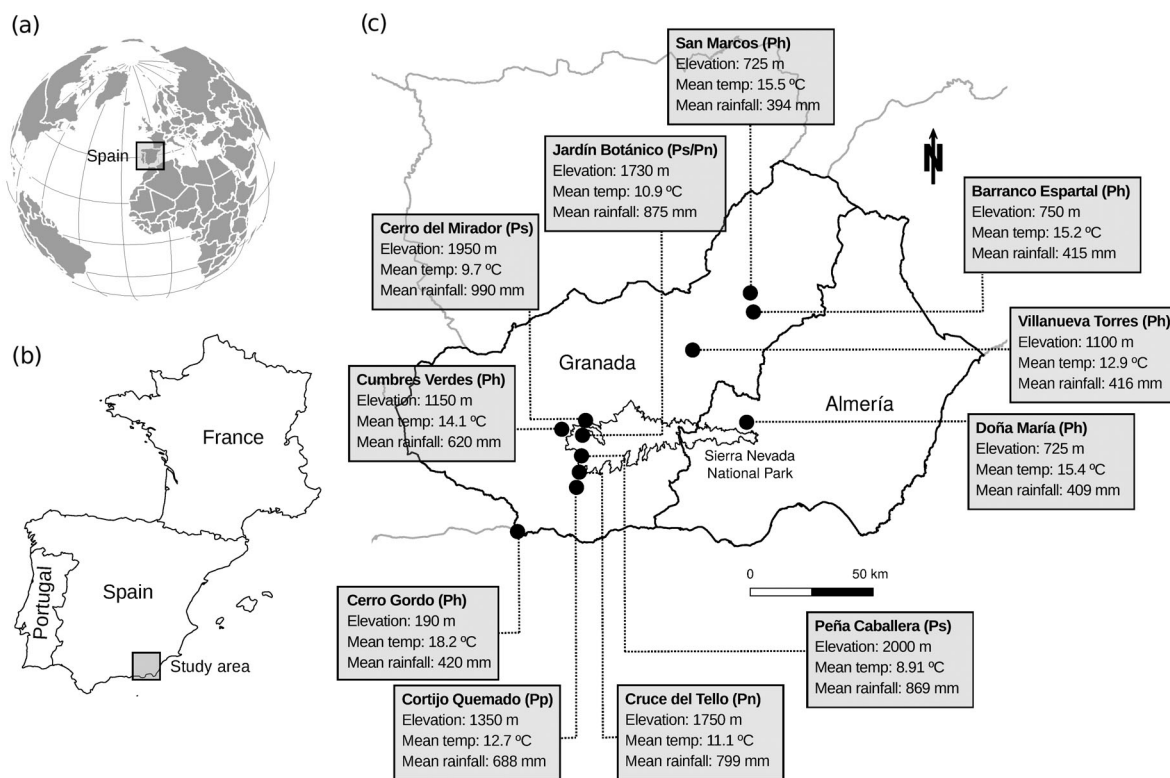 (a)
Spain
(b)
France
Portugal
Spain
Study area
(c)
San Marcos (Ph)
Elevation: 725 m
Mean temp: 15.5 ºC
Mean rainfall: 394 mm
Jardín Botánico (Ps/Pn)
Elevation: 1730 m
Mean temp: 10.9 ºC
Mean rainfall: 875 mm
N
Barranco Espartal (Ph)
Elevation: 750 m
Mean temp: 15.2 ºC
Mean rainfall: 415 mm
Cerro del Mirador (Ps)
Elevation: 1950 m
Mean temp: 9.7 ºC
Mean rainfall: 990 mm
Villanueva Torres (Ph)
Elevation: 1100 m
Mean temp: 12.9 ºC
Mean rainfall: 416 mm
Granada
Cumbres Verdes (Ph)
Elevation: 1150 m
Mean temp: 14.1 ºC
Mean rainfall: 620 mm
Almería
Doña María (Ph)
Elevation: 725 m
Mean temp: 15.4 ºC
Mean rainfall: 409 mm
Sierra Nevada
National Park
0 50 km
Cerro Gordo (Ph)
Elevation: 190 m
Mean temp: 18.2 ºC
Mean rainfall: 420 mm
Peña Caballera (Ps)
Elevation: 2000 m
Mean temp: 8.91 ºC
Mean rainfall: 869 mm
Cortijo Quemado (Pp)
Elevation: 1350 m
Mean temp: 12.7 ºC
Mean rainfall: 688 mm
Cruce del Tello (Pn)
Elevation: 1750 m
Mean temp: 11.1 ºC
Mean rainfall: 799 mm